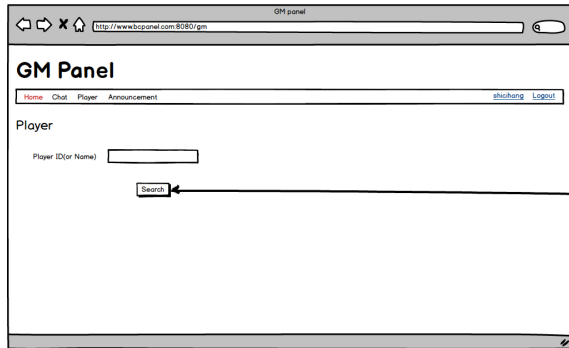 GM panel
http://www.bcpanel.com:8080/gm
GM Panel
Home Chat Player Announcement shicihang Logout
Player
Player ID(or Name)
Search